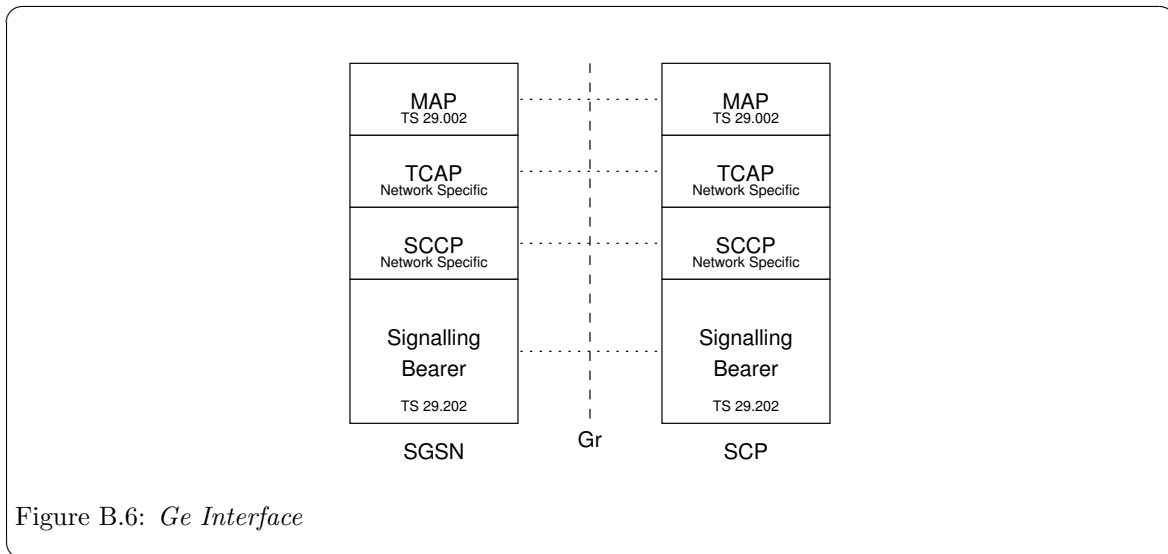 MAP
TS 29.002
TCAP
Network Specific
SCCP
Network Specific
Signalling
Bearer
TS 29.202
SGSN
Gr
MAP
TS 29.002
TCAP
Network Specific
SCCP
Network Specific
Signalling
Bearer
TS 29.202
SCP
Figure B.6: Ge Interface